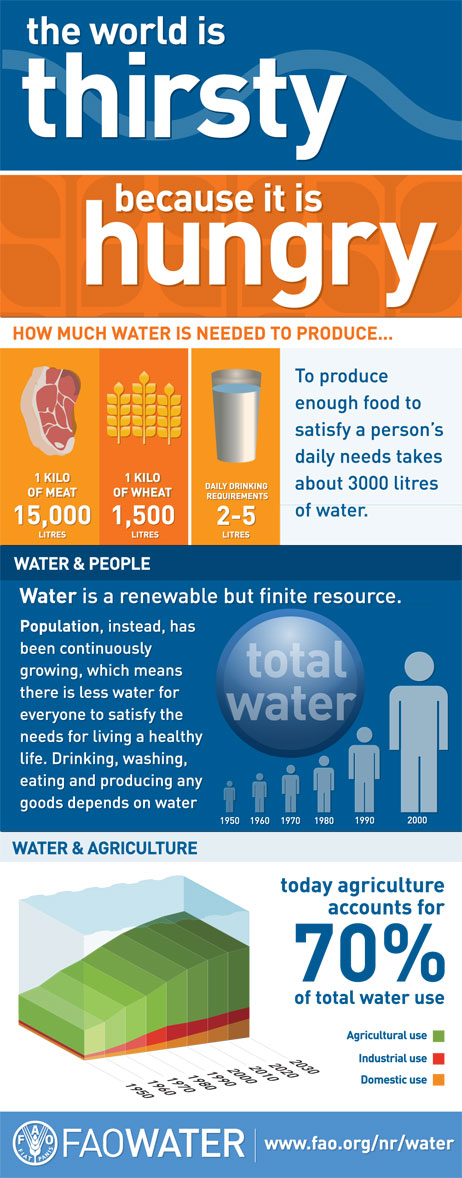 the world is
thirsty
because it is
hungry
HOW MUCH WATER IS NEEDED TO PRODUCE...
1 KILO
OF MEAT
15,000
LITRES
1 KILO
OF WHEAT
1,500
LITRES
DAILY DRINKING
REQUIREMENTS
2-5
LITRES
To produce
enough food to
satisfy a person's
daily needs takes
about 3000 litres
of water.
WATER & PEOPLE
Water is a renewable but finite resource.
Population, instead, has
been continuously
growing, which means
there is less water for
everyone to satisfy the
needs for living a healthy
life. Drinking, washing,
eating and producing any
goods depends on water
total
water
1950 1960 1970 1980 1990 2000
WATER & AGRICULTURE
today agriculture
accounts for
70%
of total water use
Agricultural use
Industrial use
Domestic use
1950
1960
1970
1980
1990
2000
2010
2020
2030
F A O
FIAT PANIS
FAOWATER
www.fao.org/nr/water